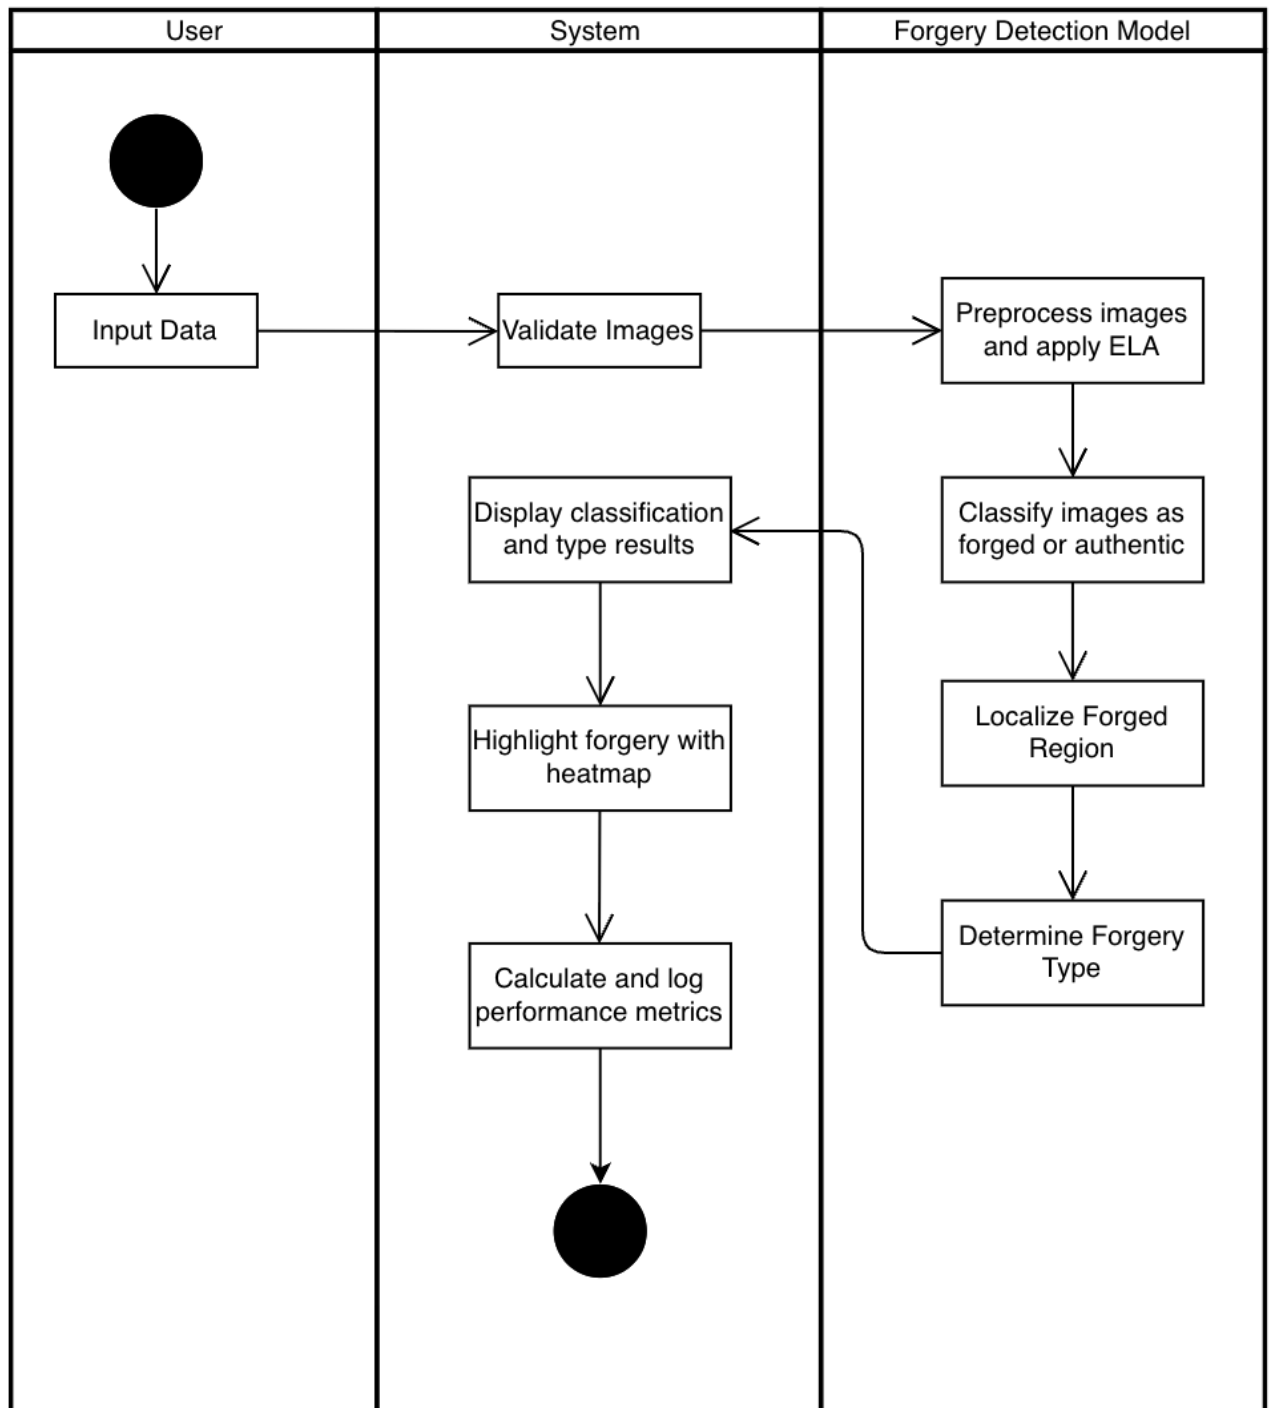 User
System
Forgery Detection Model
Input Data
Validate Images
Preprocess images
and apply ELA
Classify images as
forged or authentic
Localize Forged
Region
Determine Forgery
Type
Display classification
and type results
Highlight forgery with
heatmap
Calculate and log
performance metrics